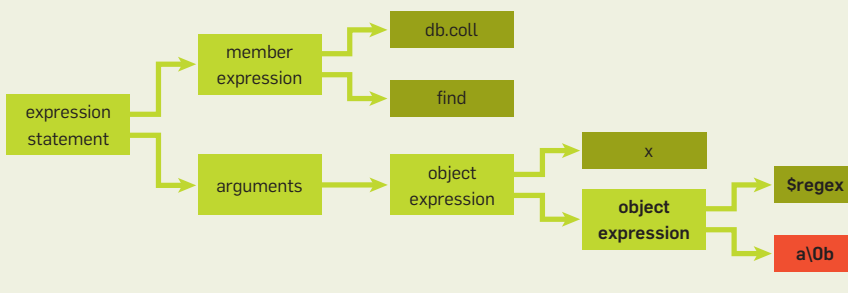 db.coll
member
expression
find
expression
statement
x
object
expression
arguments
$regex
object
expression
a\0b